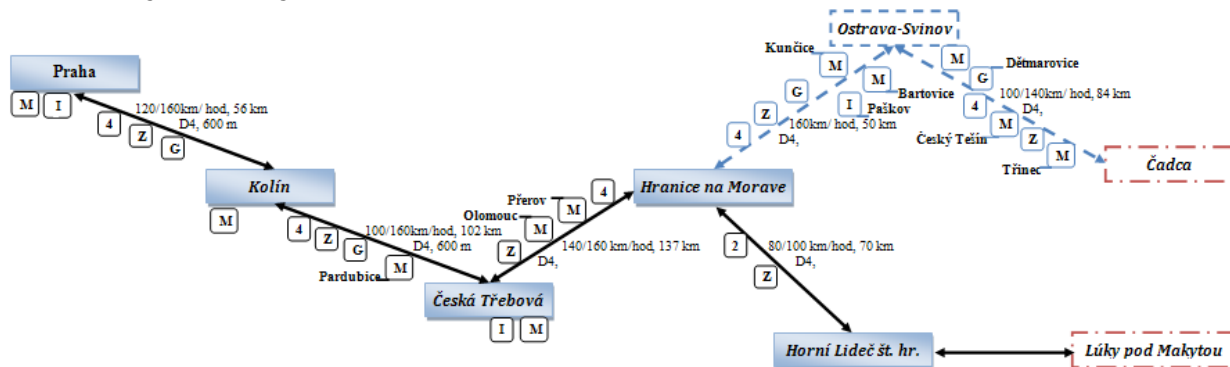 Ostrava-Svinov
Kunčice
M
M
Dětmarovice
G
Praha
M
Bartovice
M
I
G
I
Paškov
100/140km/ hod, 84 km
120/160km/ hod, 56 km
4
D4,
4
D4, 600 m
Z
160km/ hod, 50 km
M
Z
4
D4,
Český Tešín
Z
G
M
Třinec
Čadca
Kolín
Přerov
4
Hranice na Morave
M
Olomouc
M
M
4
100/160km/hod, 102 km
Z
D4, 600 m
G
Z
140/160 km/hod, 137 km
D4,
2
80/100 km/hod, 70 km
D4,
Pardubice
M
Z
Česká Třebová
I
M
Horní Lideč št. hr.
Lúky pod Makytou